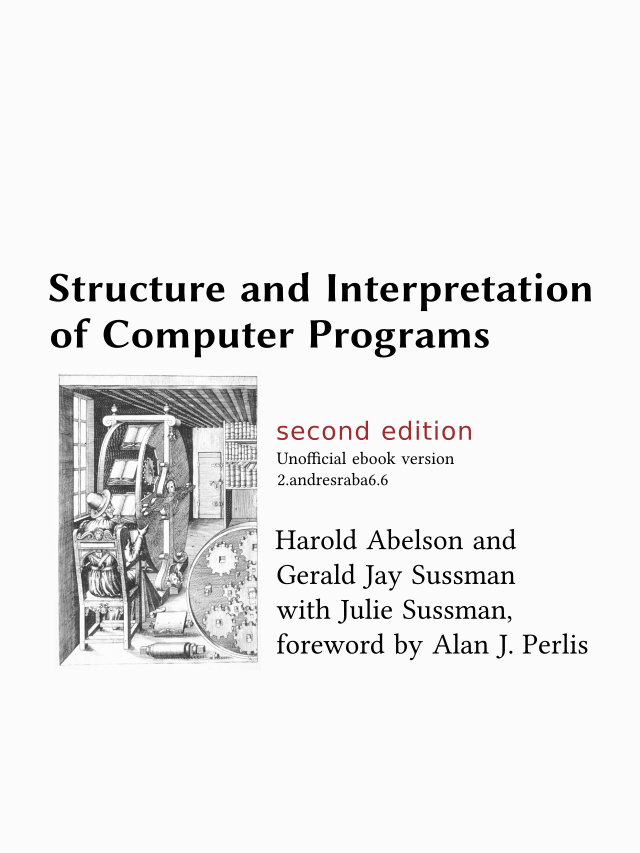 Structure and Interpretation
of Computer Programs
second edition
Unofficial ebook version
2.andresraba6.6
Harold Abelson and
Gerald Jay Sussman
with Julie Sussman,
foreword by Alan J. Perlis